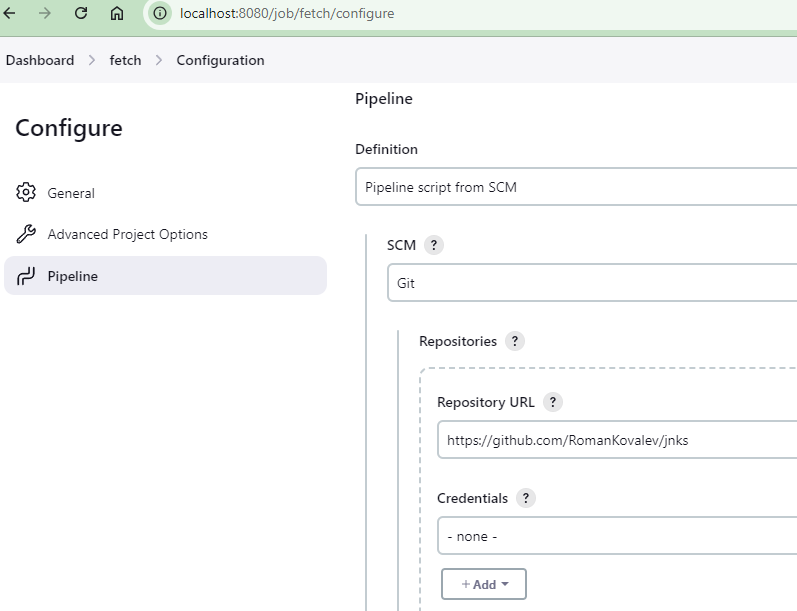 localhost:8080/job/fetch/configure
Dashboard > fetch > Configuration
Configure
General
Advanced Project Options
Pipeline
Pipeline
Definition
Pipeline script from SCM
SCM ?
Git
Repositories ?
Repository URL ?
https://github.com/RomanKovalev/jnks
Credentials ?
- none -
+ Add